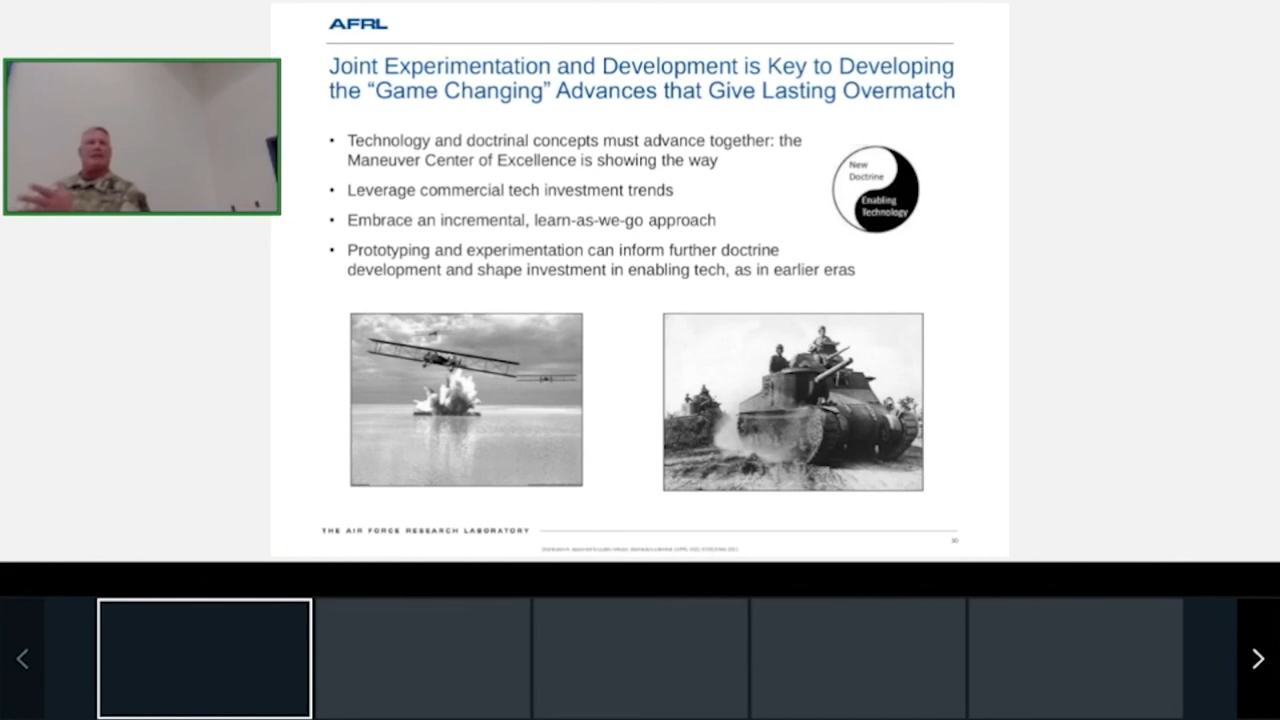 AFRL
Joint Experimentation and Development is Key to Developing
the “Game Changing” Advances that Give Lasting Overmatch
• Technology and doctrinal concepts must advance together: the
Maneuver Center of Excellence is showing the way
• Leverage commercial tech investment trends
• Embrace an incremental, learn-as-we-go approach
• Prototyping and experimentation can inform further doctrine
development and shape investment in enabling tech, as in earlier eras
New
Doctrine
Enabling
Technology
THE AIR FORCE RESEARCH LABORATORY
30